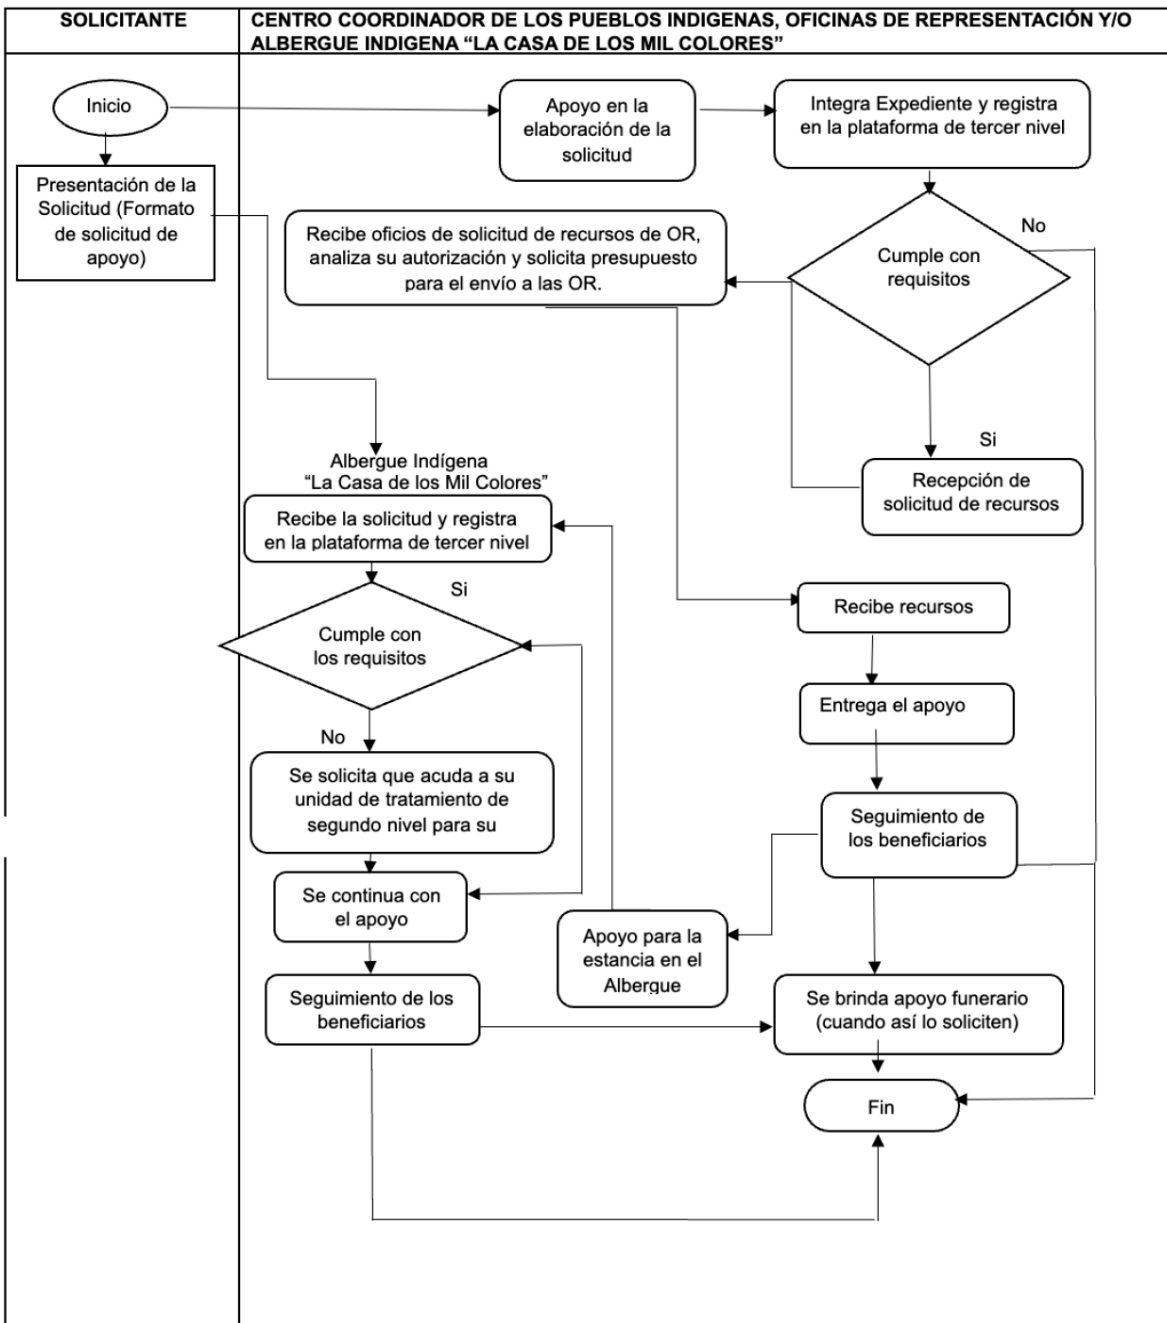 SOLICITANTE
CENTRO COORDINADOR DE LOS PUEBLOS INDIGENAS, OFICINAS DE REPRESENTACIÓN Y/O
ALBERGUE INDIGENA “LA CASA DE LOS MIL COLORES”
Inicio
Apoyo en la
elaboración de la
solicitud
Integra Expediente y registra
en la plataforma de tercer nivel
Presentación de la
Solicitud (Formato
de solicitud de
apoyo)
Recibe oficios de solicitud de recursos de OR,
analiza su autorización y solicita presupuesto
para el envío a las OR.
No
Cumple con
requisitos
Si
Recepción de
solicitud de recursos
Albergue Indígena
“La Casa de los Mil Colores”
Recibe la solicitud y registra
en la plataforma de tercer nivel
Si
Cumple con
los requisitos
Recibe recursos
Entrega el apoyo
No
Se solicita que acuda a su
unidad de tratamiento de
segundo nivel para su
Seguimiento de
los beneficiarios
Se continua con
el apoyo
Apoyo para la
estancia en el
Albergue
Seguimiento de los
beneficiarios
Se brinda apoyo funerario
(cuando así lo soliciten)
Fin